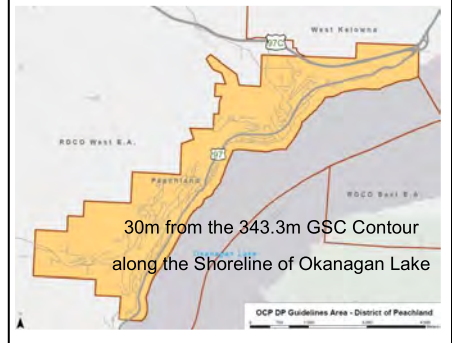 West Kelowna
97C
RDCO West E.A.
97
Peachland
RDCO East E.A.
30m from the 343.3m GSC Contour
Okanagan Lake
along the Shoreline of Okanagan Lake
OCP DP Guidelines Area - District of Peachland